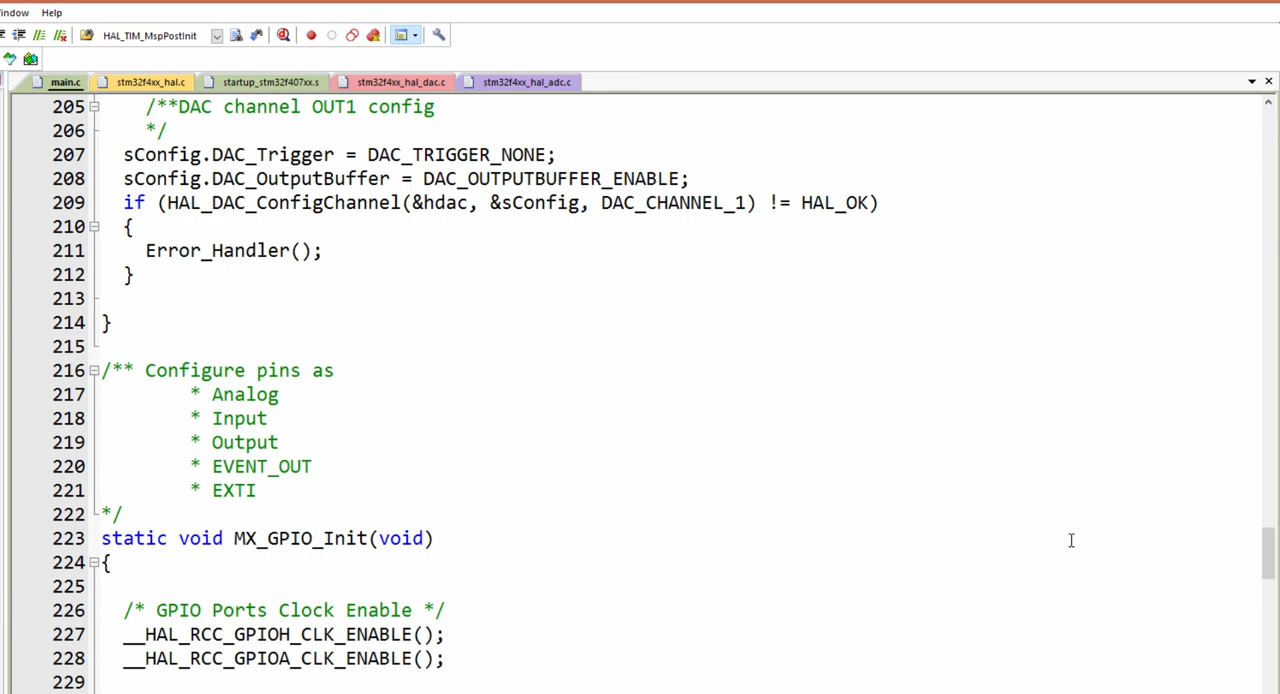 indow Help
HAL_TIM_MspPostInit
main.c stm32f4xx_hal.c startup_stm32f407xx.s stm32f4xx_hal_dac.c stm32f4xx_hal_adc.c
205 /**DAC channel OUT1 config
206 */
207 sConfig.DAC_Trigger = DAC_TRIGGER_NONE;
208 sConfig.DAC_OutputBuffer = DAC_OUTPUTBUFFER_ENABLE;
209 if (HAL_DAC_ConfigChannel(&hdac, &sConfig, DAC_CHANNEL_1) != HAL_OK)
210 {
211 Error_Handler();
212 }
213
214 }
215
216 /** Configure pins as
217 * Analog
218 * Input
219 * Output
220 * EVENT_OUT
221 * EXTI
222 */
223 static void MX_GPIO_Init(void)
224 {
225
226 /* GPIO Ports Clock Enable */
227 __HAL_RCC_GPIOH_CLK_ENABLE();
228 __HAL_RCC_GPIOA_CLK_ENABLE();
229